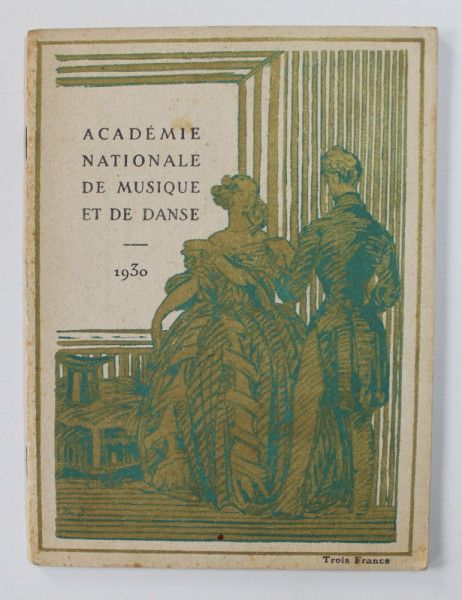 ACADÉMIE
NATIONALE
DE MUSIQUE
ET DE DANSE
1930
Trois Francs